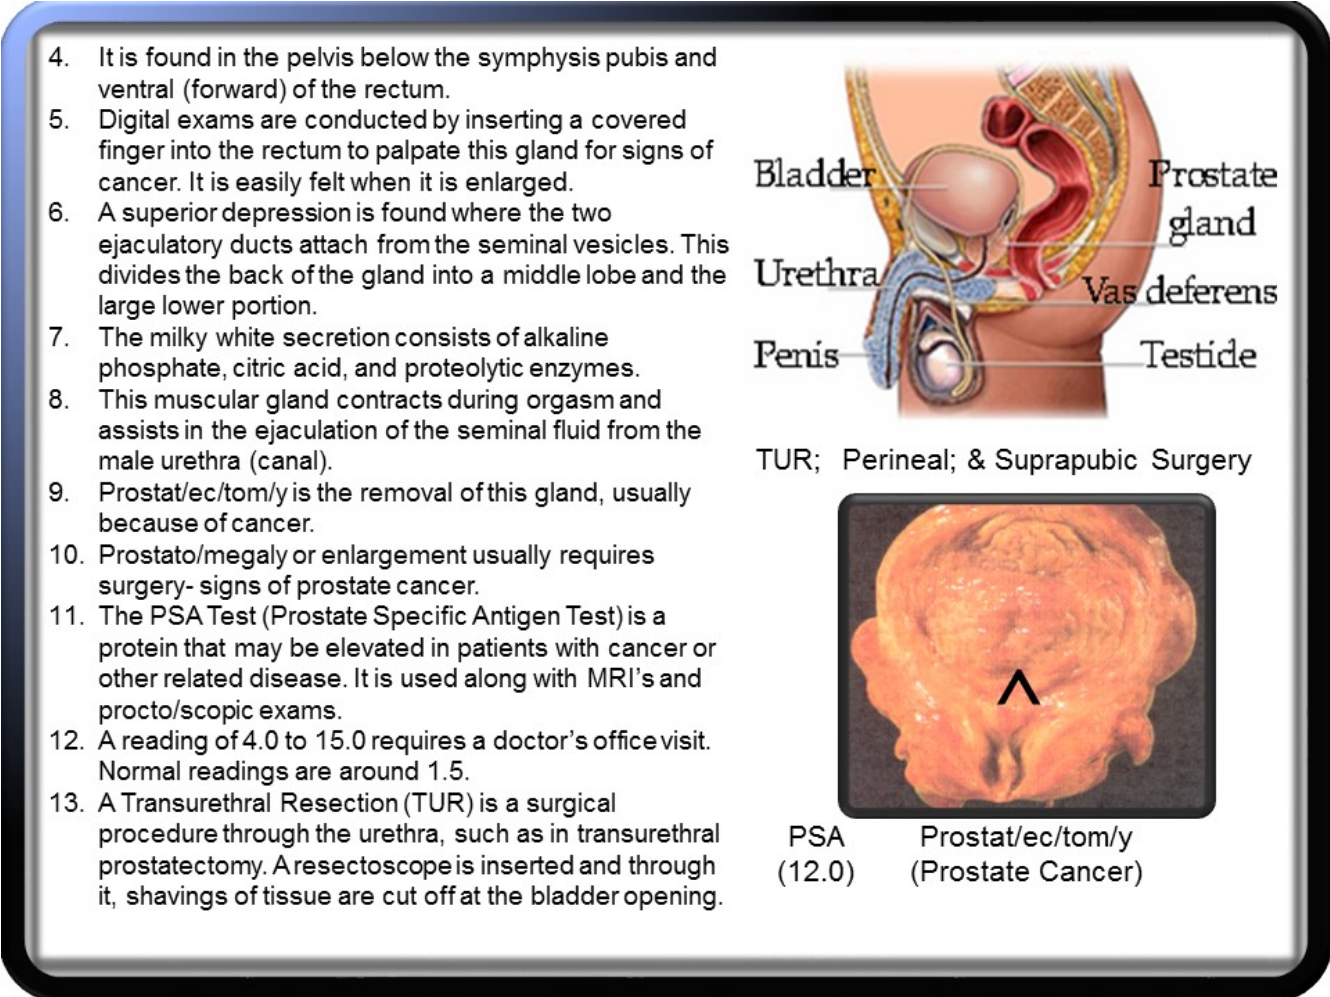 4. It is found in the pelvis below the symphysis pubis and
ventral (forward) of the rectum.
5. Digital exams are conducted by inserting a covered
finger into the rectum to palpate this gland for signs of
cancer. It is easily felt when it is enlarged.
6. A superior depression is found where the two
ejaculatory ducts attach from the seminal vesicles. This
divides the back of the gland into a middle lobe and the
large lower portion.
7. The milky white secretion consists of alkaline
phosphate, citric acid, and proteolytic enzymes.
8. This muscular gland contracts during orgasm and
assists in the ejaculation of the seminal fluid from the
male urethra (canal).
9. Prostat/ec/tom/y is the removal of this gland, usually
because of cancer.
10. Prostato/megaly or enlargement usually requires
surgery- signs of prostate cancer.
11. The PSA Test (Prostate Specific Antigen Test) is a
protein that may be elevated in patients with cancer or
other related disease. It is used along with MRI's and
procto/scopic exams.
12. A reading of 4.0 to 15.0 requires a doctor's office visit.
Normal readings are around 1.5.
13. A Transurethral Resection (TUR) is a surgical
procedure through the urethra, such as in transurethral
prostatectomy. A resectoscope is inserted and through
it, shavings of tissue are cut off at the bladder opening.
Bladder
Prostate
gland
Urethra
Vas deferens
Penis
Testicle
TUR; Perineal; & Suprapubic Surgery
^
PSA Prostat/ec/tom/y
(12.0) (Prostate Cancer)